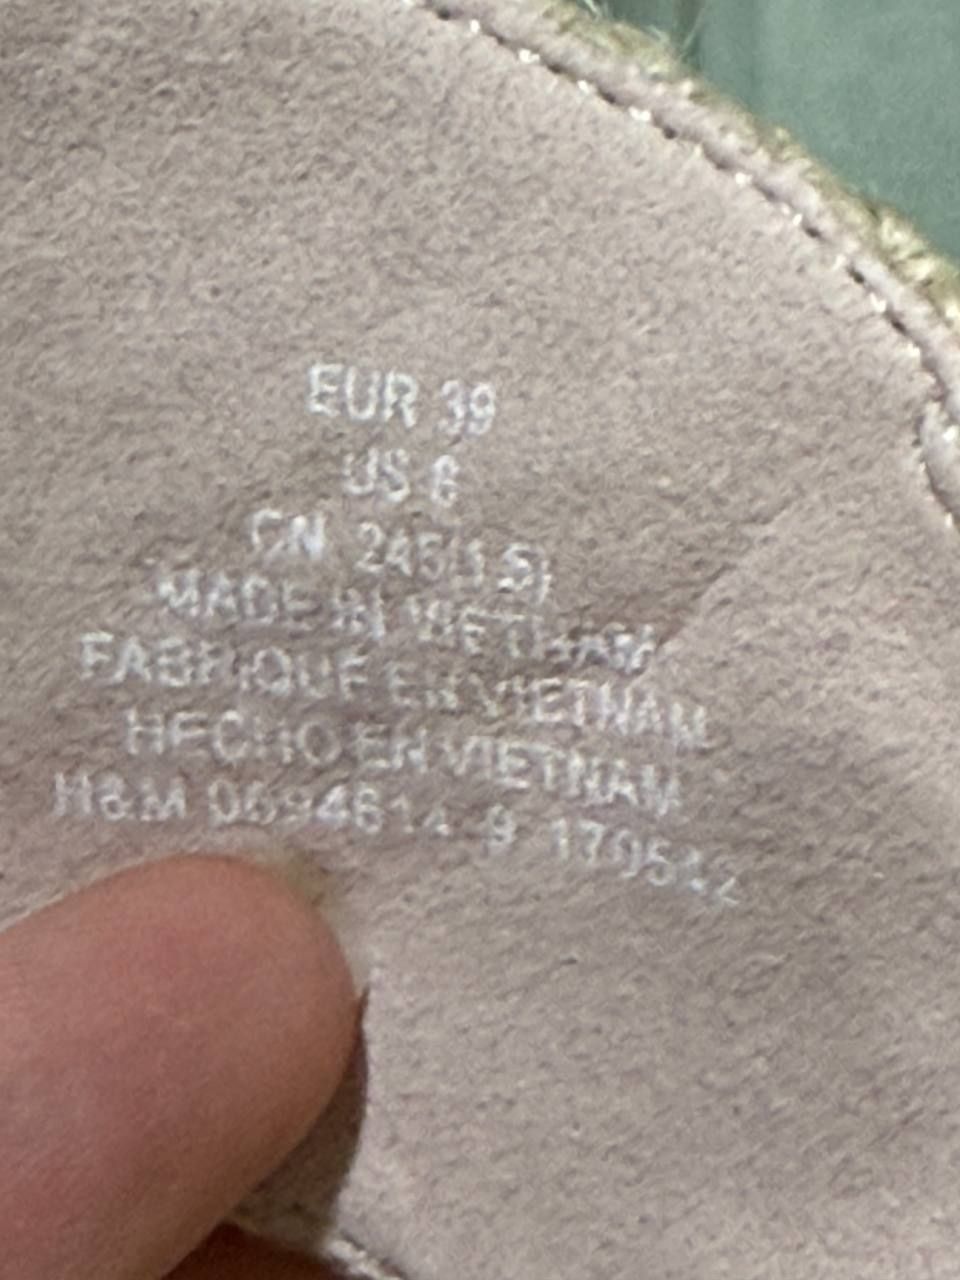 EUR 39
US 8
CN 245(1.5)
MADE IN VIETNAM
FABRIQUE EN VIETNAM
HECHO EN VIETNAM
H&M